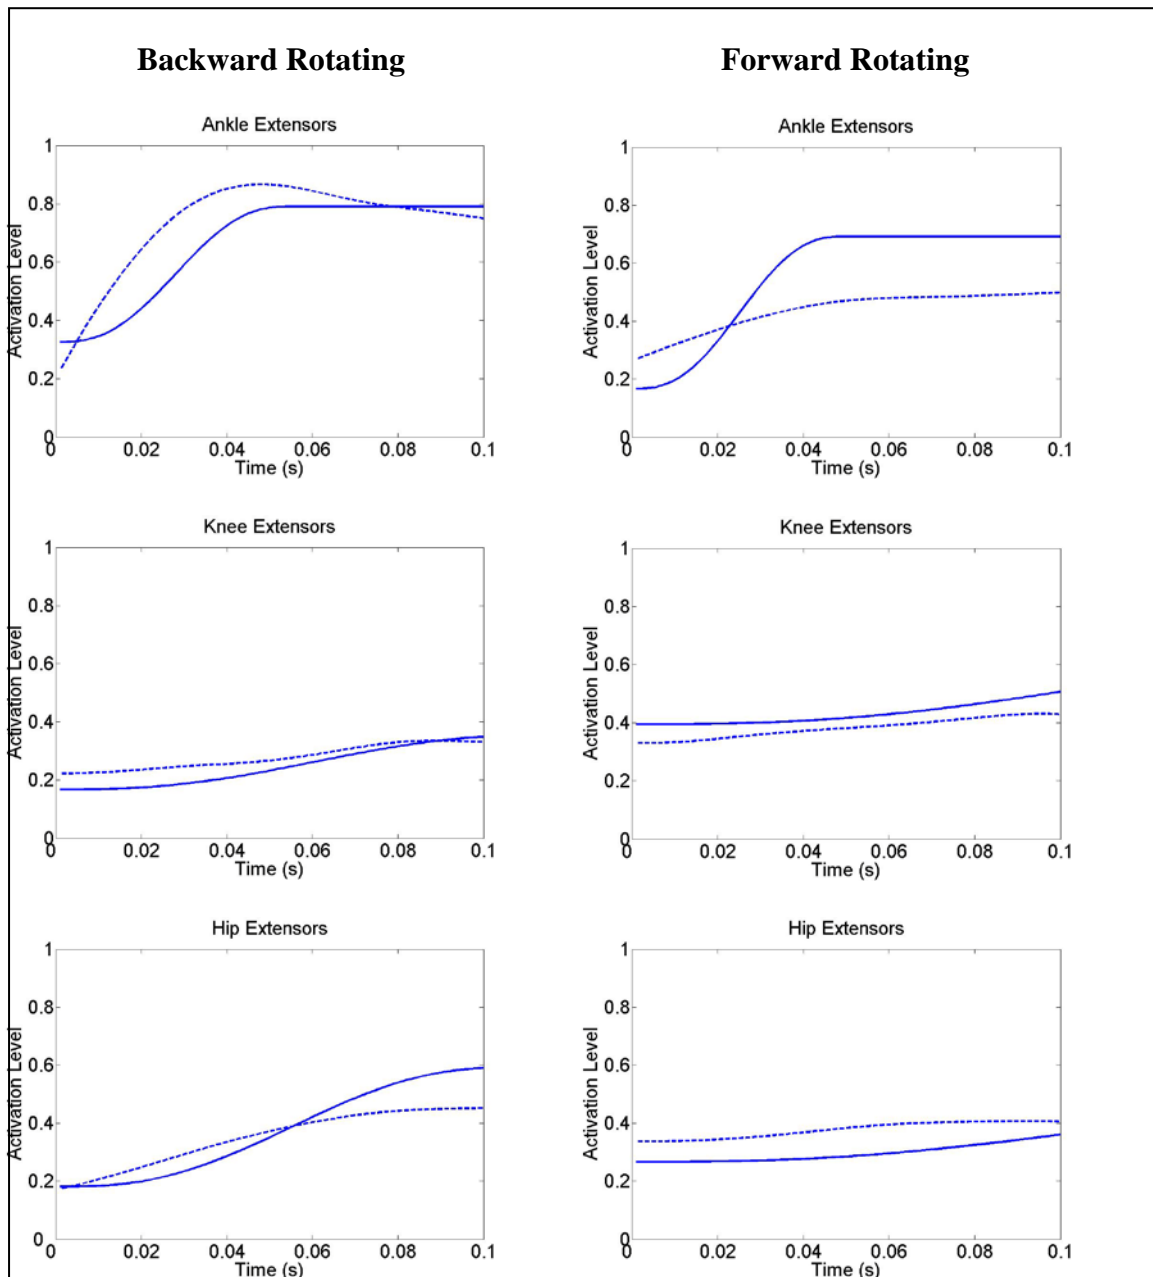 Backward Rotating
Forward Rotating
Ankle Extensors
1
0.8
0.6
0.4
0.2
0
Activation Level
0 0.02 0.04 0.06 0.08 0.1
Time (s)
Ankle Extensors
1
0.8
0.6
0.4
0.2
0
Activation Level
0 0.02 0.04 0.06 0.08 0.1
Time (s)
Knee Extensors
1
0.8
0.6
0.4
0.2
0
Activation Level
0 0.02 0.04 0.06 0.08 0.1
Time (s)
Knee Extensors
1
0.8
0.6
0.4
0.2
0
Activation Level
0 0.02 0.04 0.06 0.08 0.1
Time (s)
Hip Extensors
1
0.8
0.6
0.4
0.2
0
Activation Level
0 0.02 0.04 0.06 0.08 0.1
Time (s)
Hip Extensors
1
0.8
0.6
0.4
0.2
0
Activation Level
0 0.02 0.04 0.06 0.08 0.1
Time (s)